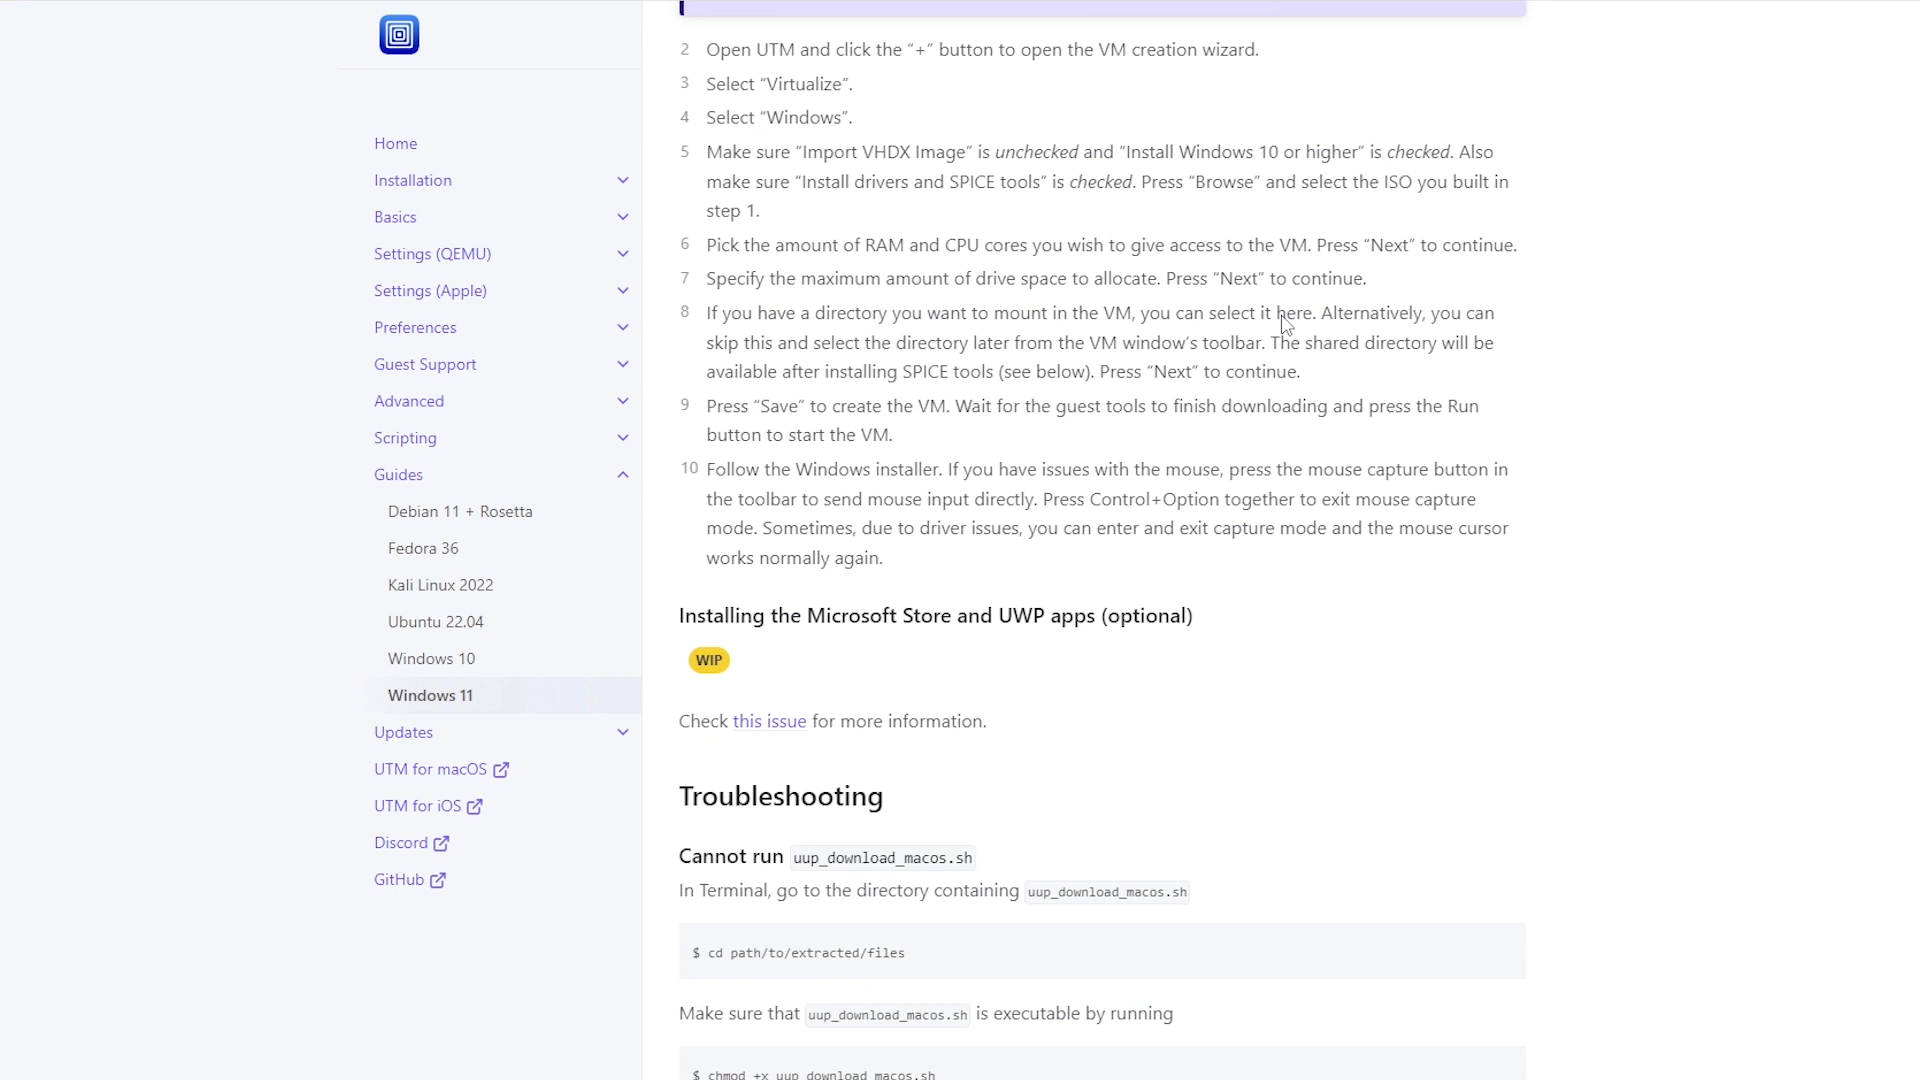 Home
Installation
Basics
Settings (QEMU)
Settings (Apple)
Preferences
Guest Support
Advanced
Scripting
Guides
Debian 11 + Rosetta
Fedora 36
Kali Linux 2022
Ubuntu 22.04
Windows 10
Windows 11
Updates
UTM for macOS
UTM for iOS
Discord
GitHub
2 Open UTM and click the “+” button to open the VM creation wizard.
3 Select “Virtualize”.
4 Select “Windows”.
5 Make sure “Import VHDX Image” is unchecked and “Install Windows 10 or higher” is checked. Also
make sure “Install drivers and SPICE tools” is checked. Press “Browse” and select the ISO you built in
step 1.
6 Pick the amount of RAM and CPU cores you wish to give access to the VM. Press “Next” to continue.
7 Specify the maximum amount of drive space to allocate. Press “Next” to continue.
8 If you have a directory you want to mount in the VM, you can select it here. Alternatively, you can
skip this and select the directory later from the VM window’s toolbar. The shared directory will be
available after installing SPICE tools (see below). Press “Next” to continue.
9 Press “Save” to create the VM. Wait for the guest tools to finish downloading and press the Run
button to start the VM.
10 Follow the Windows installer. If you have issues with the mouse, press the mouse capture button in
the toolbar to send mouse input directly. Press Control+Option together to exit mouse capture
mode. Sometimes, due to driver issues, you can enter and exit capture mode and the mouse cursor
works normally again.
Installing the Microsoft Store and UWP apps (optional)
WIP
Check this issue for more information.
Troubleshooting
Cannot run uup_download_macos.sh
In Terminal, go to the directory containing uup_download_macos.sh
$ cd path/to/extracted/files
Make sure that uup_download_macos.sh is executable by running
$ chmod +x uup_download_macos.sh